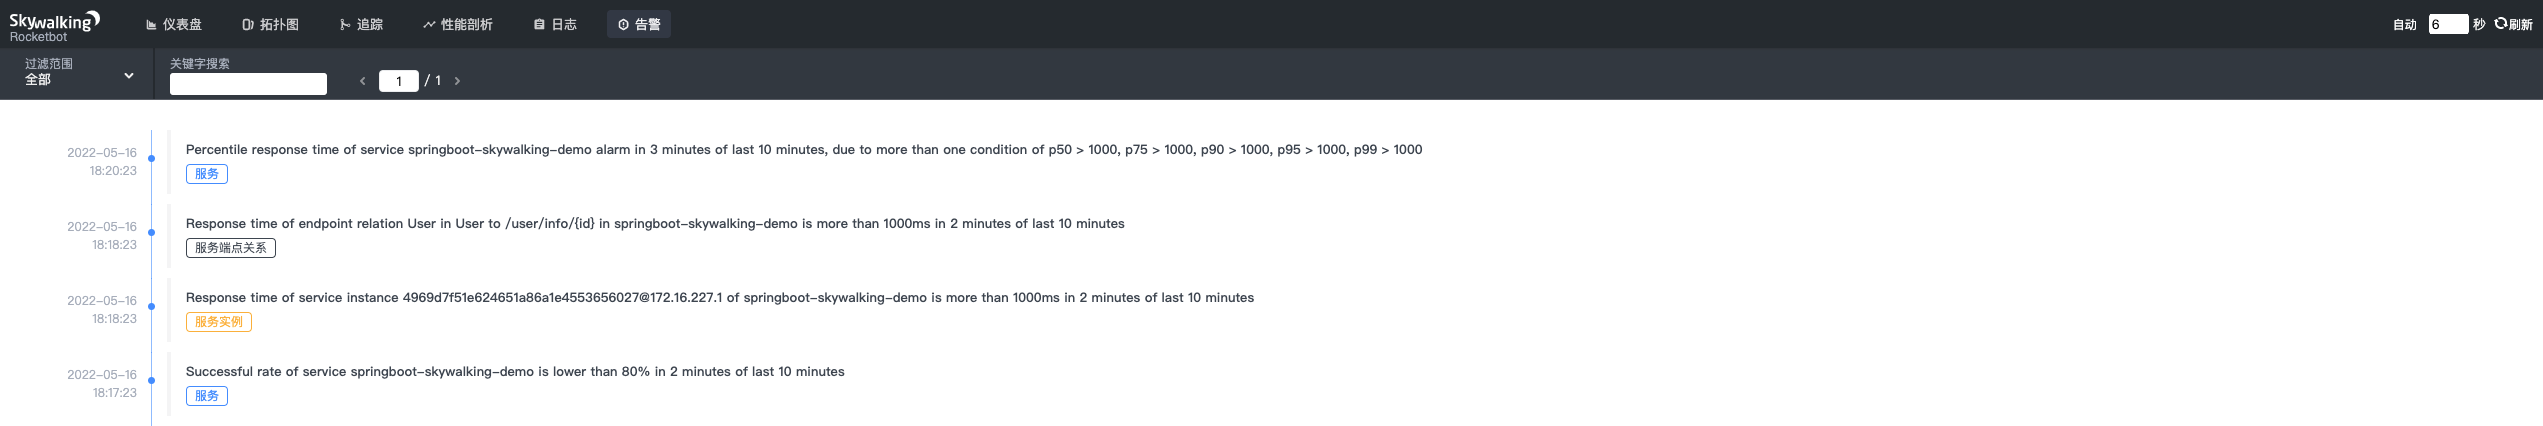 Skywalking
Rocketbot
仪表盘
拓扑图
追踪
性能剖析
日志
告警
自动 6 秒 刷新
过滤范围
全部
关键字搜索
1 / 1
2022-05-16
18:20:23
Percentile response time of service springboot-skywalking-demo alarm in 3 minutes of last 10 minutes, due to more than one condition of p50 > 1000, p75 > 1000, p90 > 1000, p95 > 1000, p99 > 1000
服务
2022-05-16
18:18:23
Response time of endpoint relation User in User to /user/info/{id} in springboot-skywalking-demo is more than 1000ms in 2 minutes of last 10 minutes
服务端点关系
2022-05-16
18:18:23
Response time of service instance 4969d7f51e624651a86a1e4553656027@172.16.227.1 of springboot-skywalking-demo is more than 1000ms in 2 minutes of last 10 minutes
服务实例
2022-05-16
18:17:23
Successful rate of service springboot-skywalking-demo is lower than 80% in 2 minutes of last 10 minutes
服务